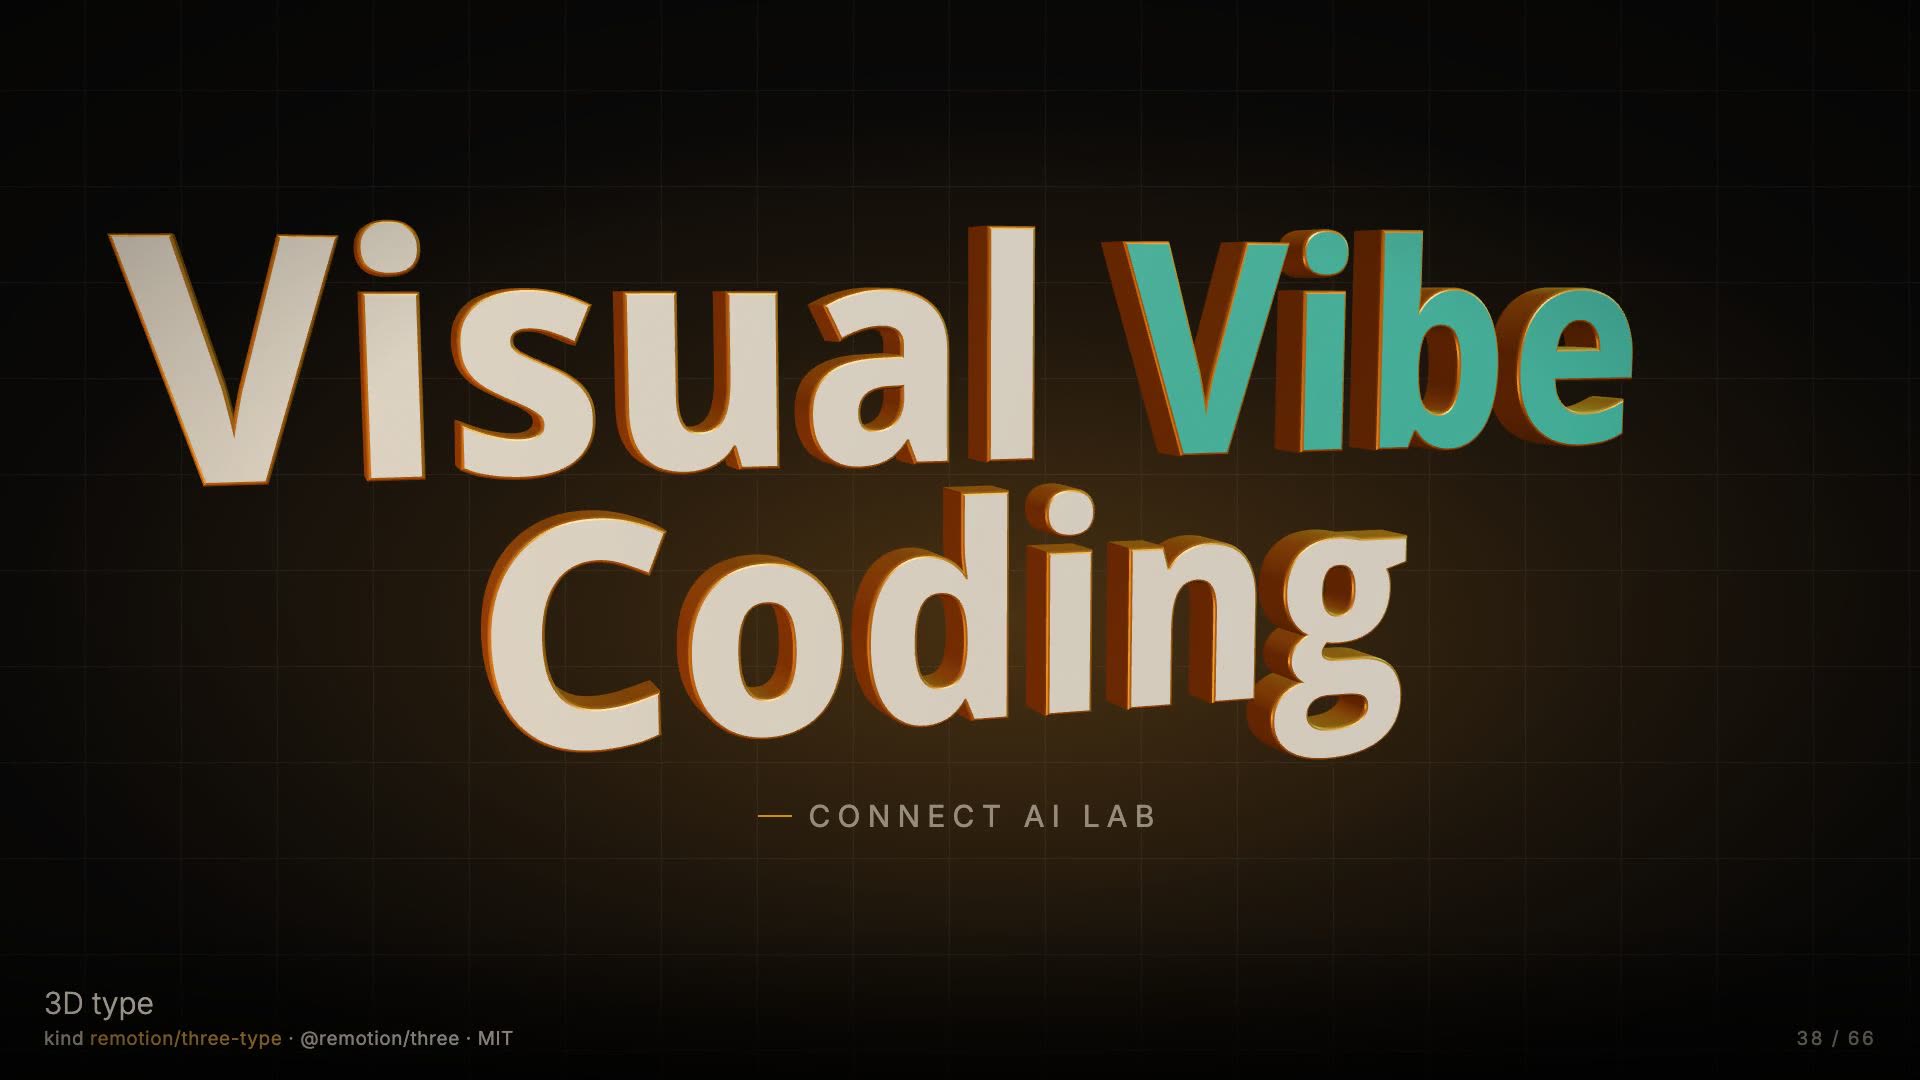 Visual Vibe
Coding
— CONNECT AI LAB
3D type
kind remotion/three-type · @remotion/three · MIT
38 / 66